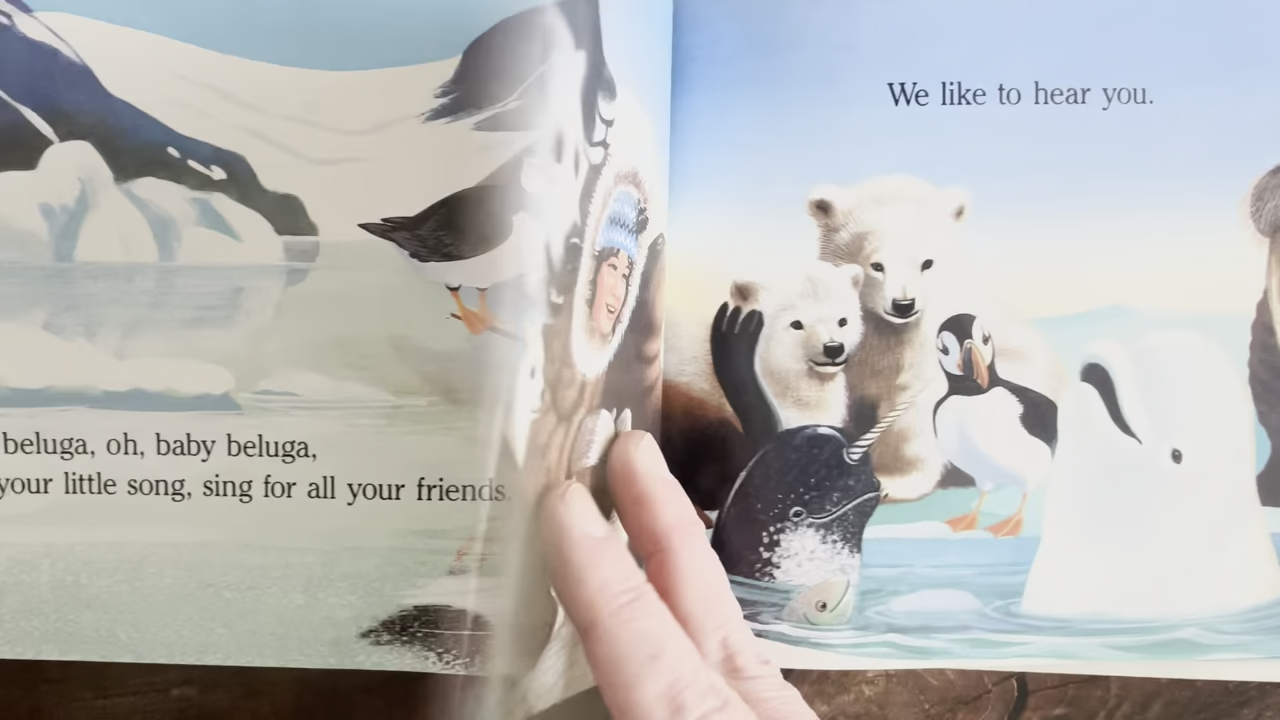 beluga, oh, baby beluga,
your little song, sing for all your friends.
We like to hear you.